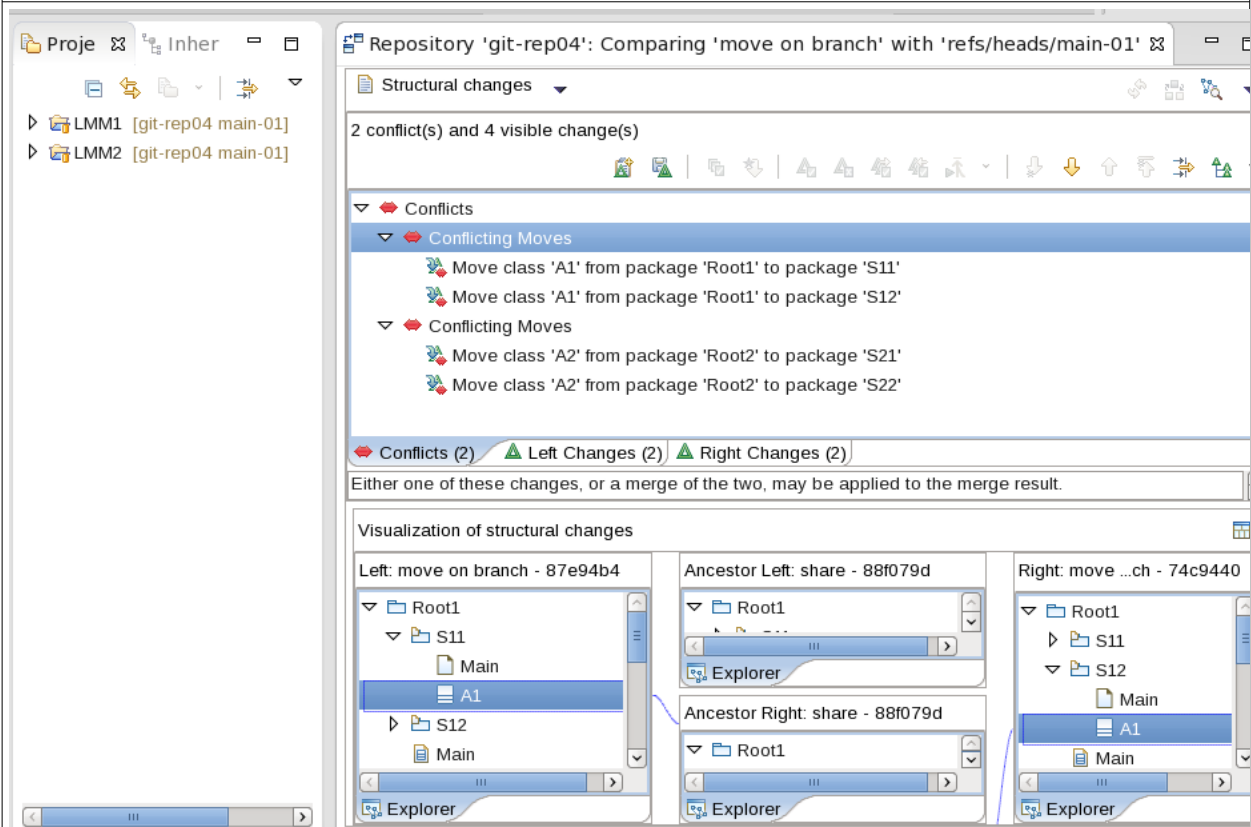 Proje Inher
Repository 'git-rep04': Comparing 'move on branch' with 'refs/heads/main-01'
Structural changes
LMM1 [git-rep04 main-01]
LMM2 [git-rep04 main-01]
2 conflict(s) and 4 visible change(s)
Conflicts
Conflicting Moves
Move class 'A1' from package 'Root1' to package 'S11'
Move class 'A1' from package 'Root1' to package 'S12'
Conflicting Moves
Move class 'A2' from package 'Root2' to package 'S21'
Move class 'A2' from package 'Root2' to package 'S22'
Conflicts (2) Left Changes (2) Right Changes (2)
Either one of these changes, or a merge of the two, may be applied to the merge result.
Visualization of structural changes
Left: move on branch - 87e94b4
Root1
S11
Main
A1
S12
Main
Explorer
Ancestor Left: share - 88f079d
Root1
Explorer
Ancestor Right: share - 88f079d
Root1
Explorer
Right: move ...ch - 74c9440
Root1
S11
S12
Main
A1
Main
Explorer